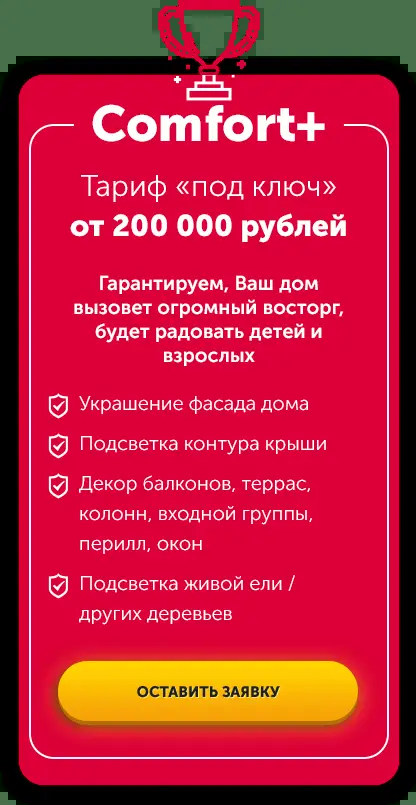 Comfort+
Тариф «под ключ»
от 200 000 рублей
Гарантируем, Ваш дом
вызовет огромный восторг,
будет радовать детей и
взрослых
Украшение фасада дома
Подсветка контура крыши
Декор балконов, террас,
колонн, входной группы,
перилл, окон
Подсветка живой ели /
других деревьев
ОСТАВИТЬ ЗАЯВКУ